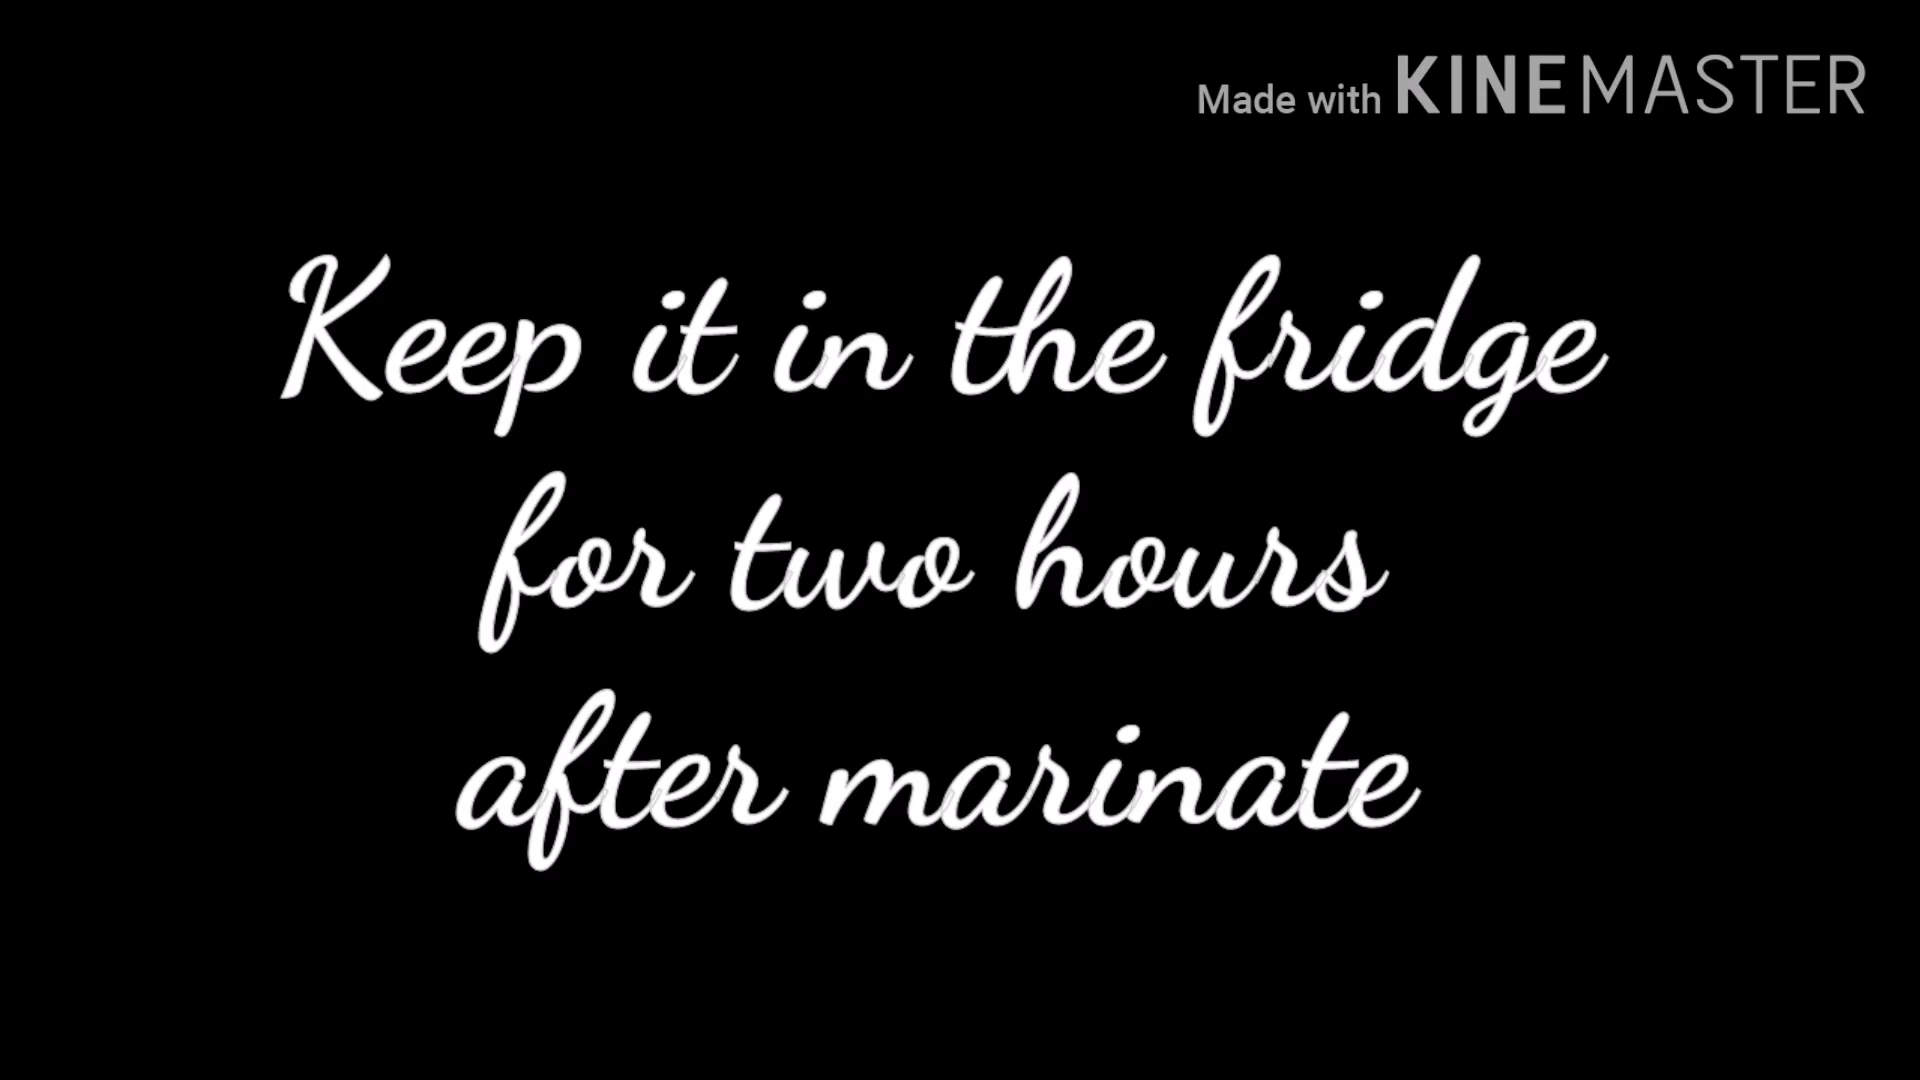 Made with KINEMASTER
Keep it in the fridge
for two hours
after marinate